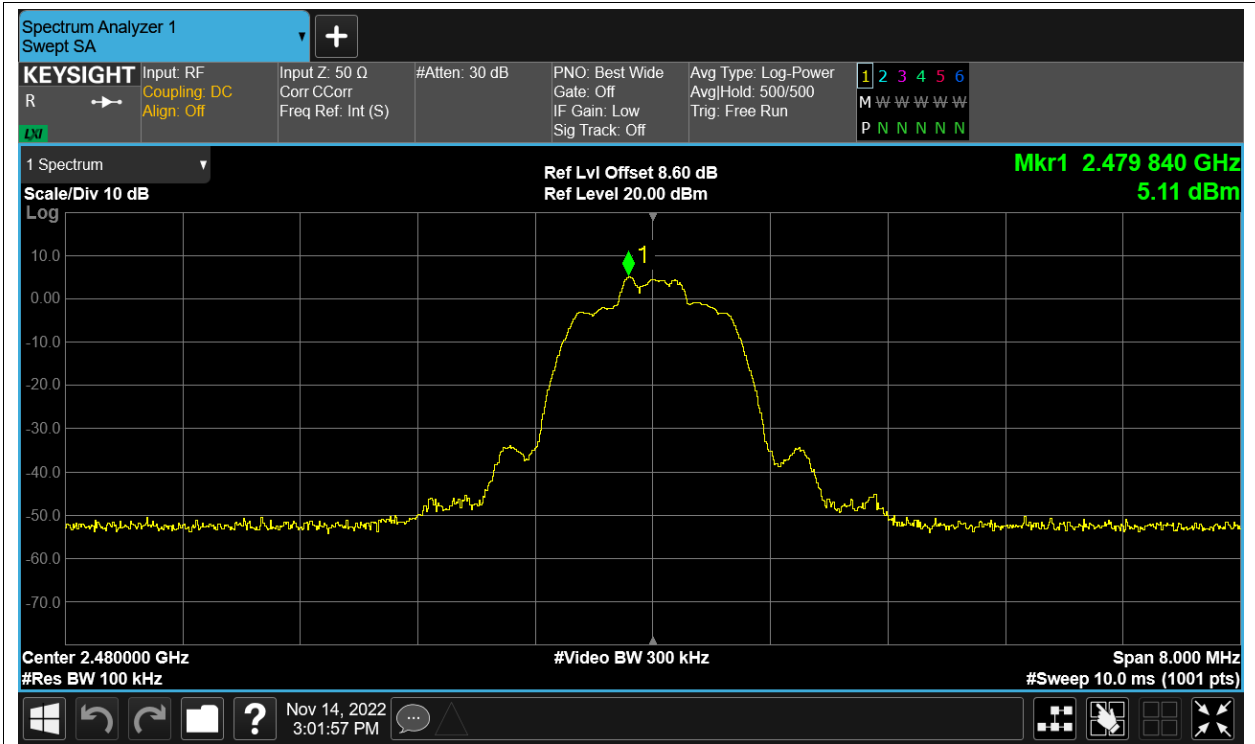 Spectrum Analyzer 1
Swept SA
+
KEYSIGHT
R
LXI
Input: RF
Coupling: DC
Align: Off
Input Z: 50 Ω
Corr CCorr
Freq Ref: Int (S)
#Atten: 30 dB
PNO: Best Wide
Gate: Off
IF Gain: Low
Sig Track: Off
Avg Type: Log-Power
Avg|Hold: 500/500
Trig: Free Run
1 2 3 4 5 6
M W W W W W
P N N N N N
1 Spectrum
Scale/Div 10 dB
Log
Ref Lvl Offset 8.60 dB
Ref Level 20.00 dBm
Mkr1 2.479 840 GHz
5.11 dBm
1
10.0
0.00
-10.0
-20.0
-30.0
-40.0
-50.0
-60.0
-70.0
Center 2.480000 GHz
#Res BW 100 kHz
#Video BW 300 kHz
Span 8.000 MHz
#Sweep 10.0 ms (1001 pts)
?
Nov 14, 2022
3:01:57 PM